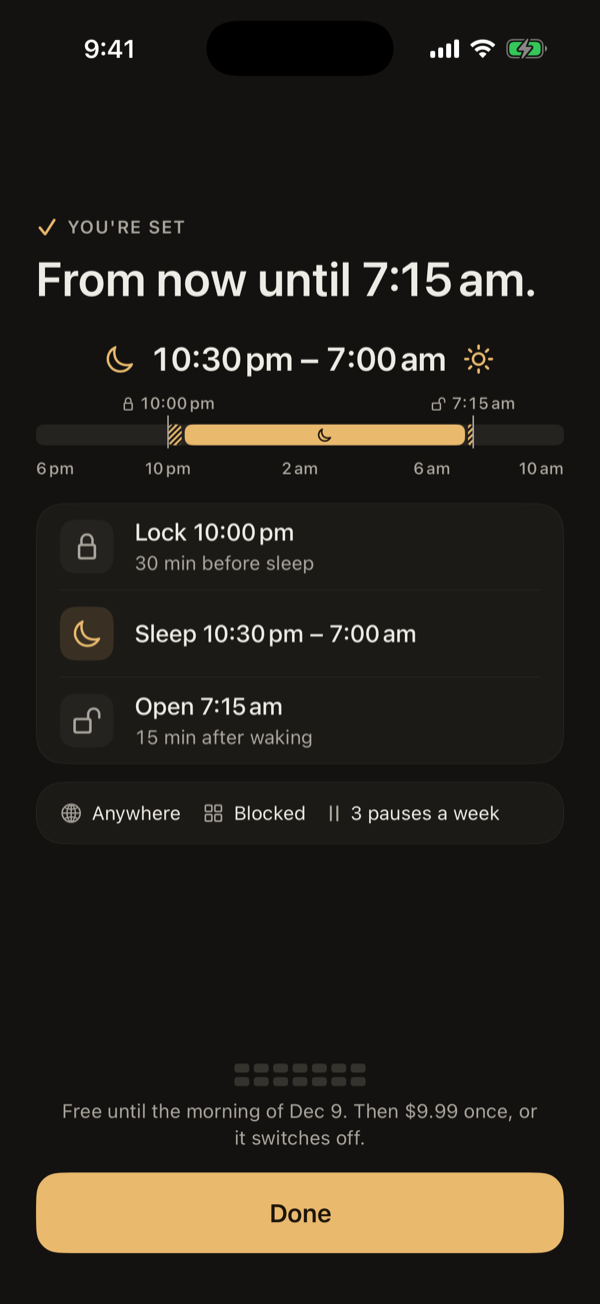 9:41
YOU'RE SET
From now until 7:15 am.
10:30 pm – 7:00 am
10:00 pm
7:15 am
6 pm
10 pm
2 am
6 am
10 am
Lock 10:00 pm
30 min before sleep
Sleep 10:30 pm – 7:00 am
Open 7:15 am
15 min after waking
Anywhere
Blocked
3 pauses a week
Free until the morning of Dec 9. Then $9.99 once, or
it switches off.
Done